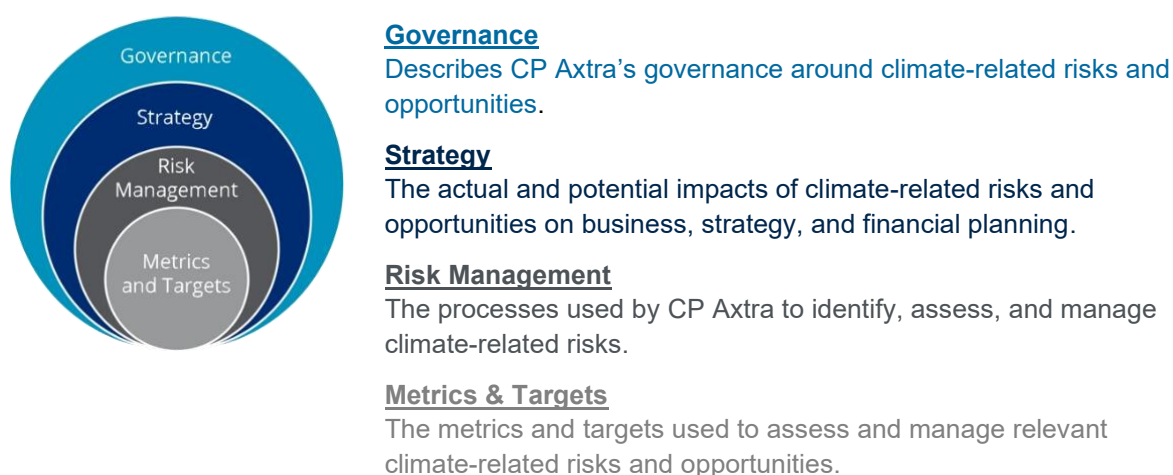 Governance
Strategy
Risk
Management
Metrics
and Targets
Governance
Describes CP Axtra’s governance around climate-related risks and
opportunities.
Strategy
The actual and potential impacts of climate-related risks and
opportunities on business, strategy, and financial planning.
Risk Management
The processes used by CP Axtra to identify, assess, and manage
climate-related risks.
Metrics & Targets
The metrics and targets used to assess and manage relevant
climate-related risks and opportunities.